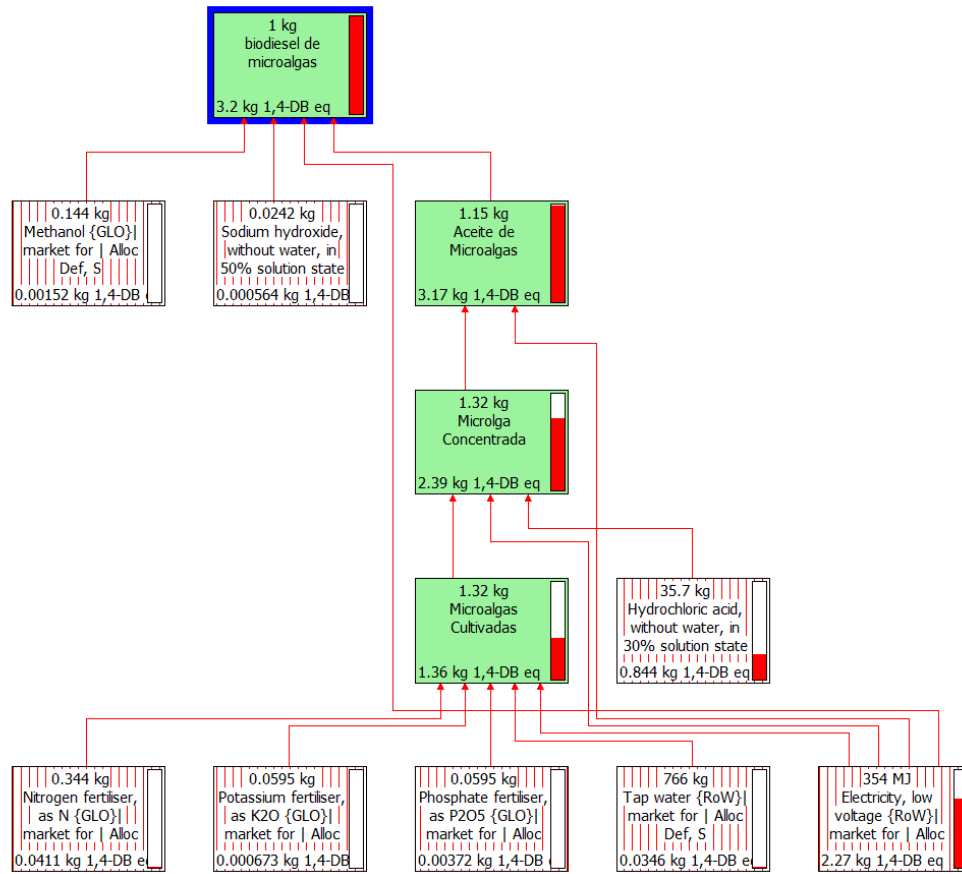 1 kg
biodiesel de
microalgas
3.2 kg 1,4-DB eq
0.144 kg
Methanol {GLO}|
market for | Alloc
Def, S
0.00152 kg 1,4-DB e
0.0242 kg
Sodium hydroxide,
without water, in
50% solution state
0.000564 kg 1,4-DB
1.15 kg
Aceite de
Microalgas
3.17 kg 1,4-DB eq
1.32 kg
Microlga
Concentrada
2.39 kg 1,4-DB eq
1.32 kg
Microalgas
Cultivadas
1.36 kg 1,4-DB eq
35.7 kg
Hydrochloric acid,
without water, in
30% solution state
0.844 kg 1,4-DB eq
0.344 kg
Nitrogen fertiliser,
as N {GLO}|
market for | Alloc
0.0411 kg 1,4-DB eq
0.0595 kg
Potassium fertiliser,
as K2O {GLO}|
market for | Alloc
0.000673 kg 1,4-DB
0.0595 kg
Phosphate fertiliser,
as P2O5 {GLO}|
market for | Alloc
0.00372 kg 1,4-DB e
766 kg
Tap water {RoW}|
market for | Alloc
Def, S
0.0346 kg 1,4-DB eq
354 MJ
Electricity, low
voltage {RoW}|
market for | Alloc
2.27 kg 1,4-DB eq